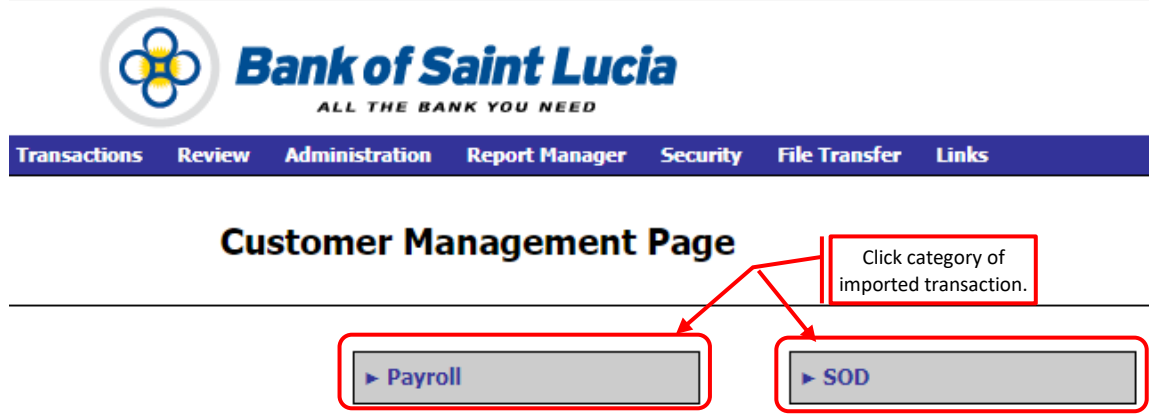 Bank of Saint Lucia
ALL THE BANK YOU NEED
Transactions Review Administration Report Manager Security File Transfer Links
Customer Management Page
Click category of
imported transaction.
► Payroll ► SOD